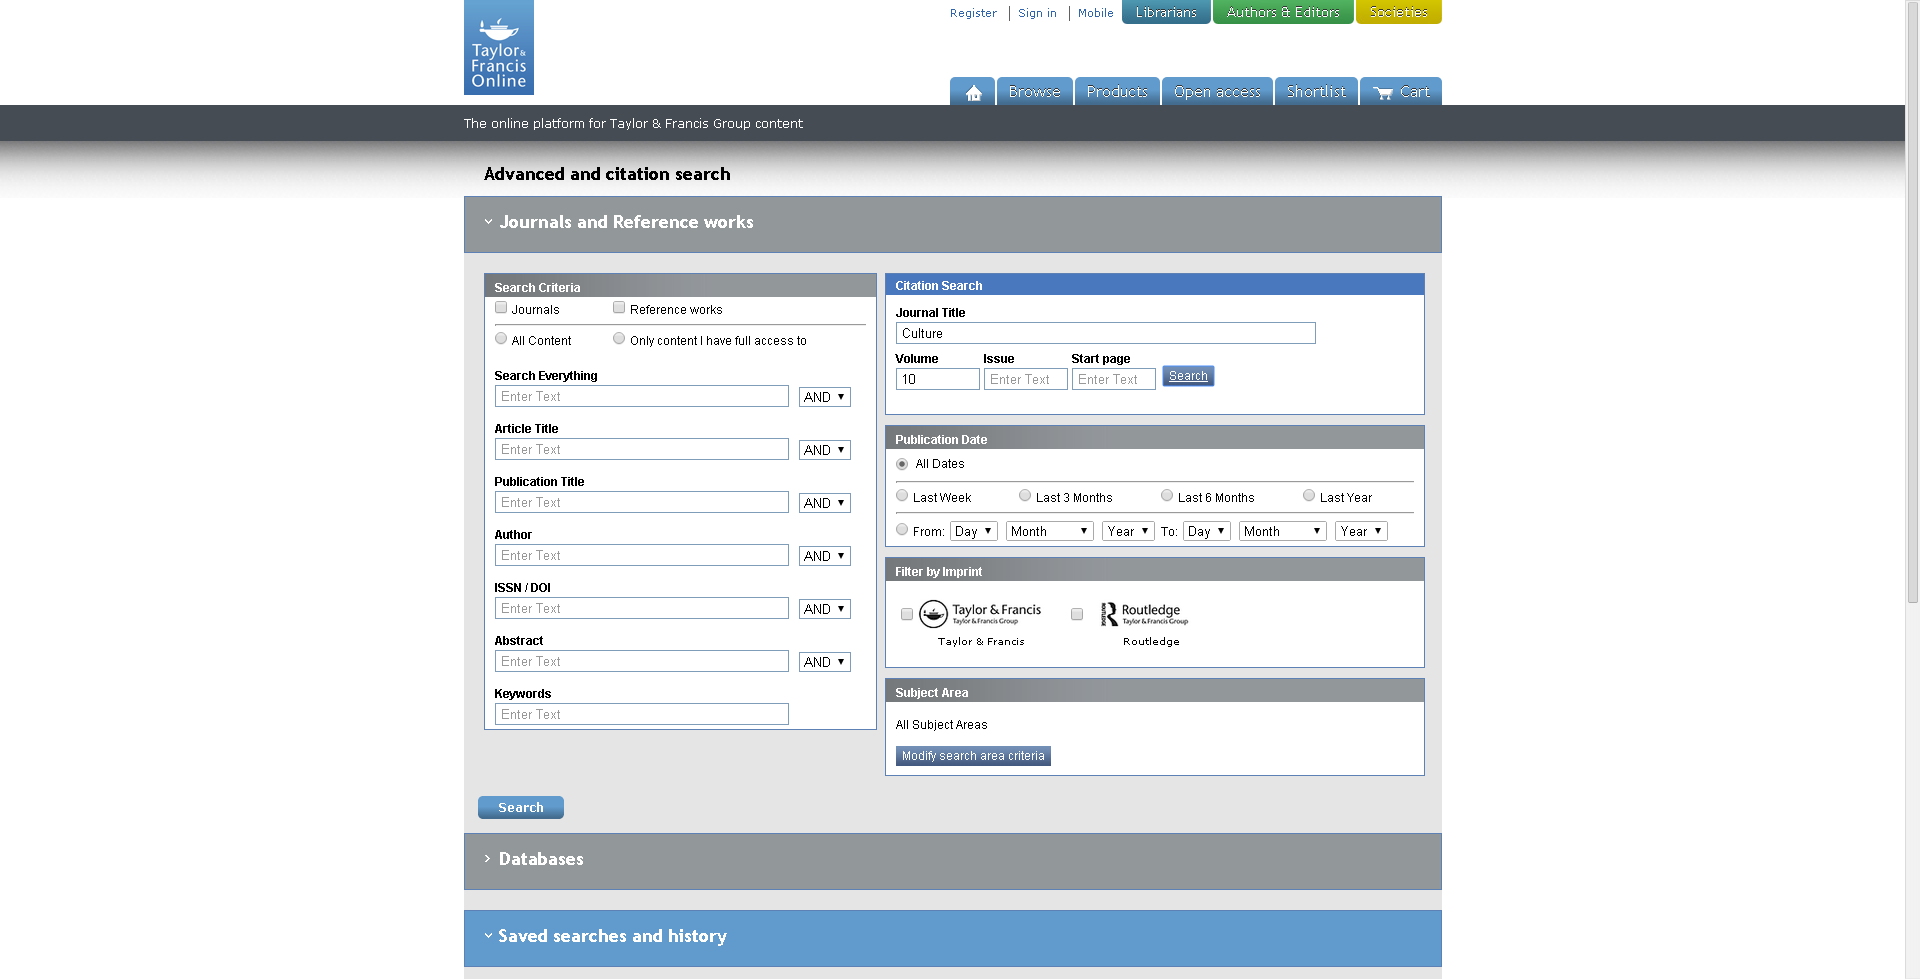 Register
Sign in
Mobile
Librarians
Authors & Editors
Societies
Taylor &
Francis
Online
Browse
Products
Open access
Shortlist
Cart
The online platform for Taylor & Francis Group content
Advanced and citation search
Journals and Reference works
Search Criteria
Journals
Reference works
All Content
Only content I have full access to
Search Everything
Enter Text
AND
Article Title
Enter Text
AND
Publication Title
Enter Text
AND
Author
Enter Text
AND
ISSN / DOI
Enter Text
AND
Abstract
Enter Text
AND
Keywords
Enter Text
Citation Search
Journal Title
Culture
Volume
Issue
Start page
10
Enter Text
Enter Text
Search
Publication Date
All Dates
Last Week
Last 3 Months
Last 6 Months
Last Year
From: Day Month Year To: Day Month Year
Filter by Imprint
Taylor & Francis
Taylor & Francis Group
Taylor & Francis
ROUTLEDGE
Routledge
Taylor & Francis Group
Routledge
Subject Area
All Subject Areas
Modify search area criteria
Search
Databases
Saved searches and history